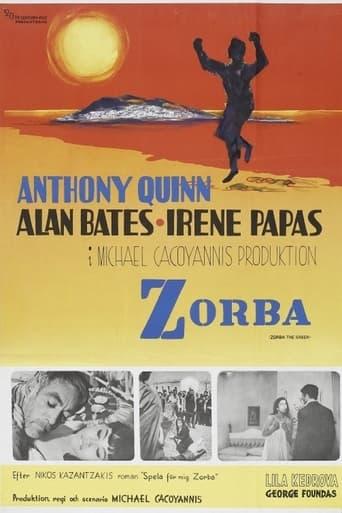 ANTHONY QUINN
ALAN BATES • IRENE PAPAS
i MICHAEL CACOYANNIS PRODUKTION
ZORBA
(ZORBA THE GREEK)
Efter NIKOS KAZANTZAKIS roman "Spela för mig Zorba"
Produktion, regi och scenario MICHAEL CACOYANNIS
LILA KEDROVA
GEORGE FOUNDAS